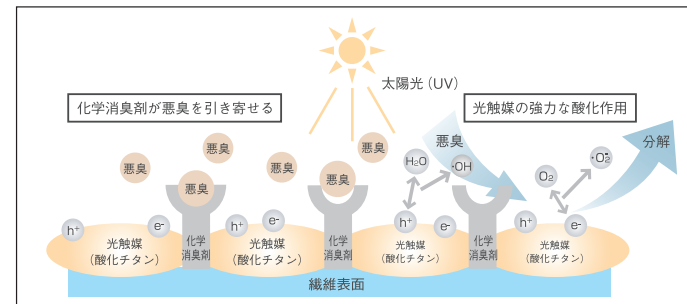 太陽光(UV)
化学消臭剤が悪臭を引き寄せる
光触媒の強力な酸化作用
悪臭
悪臭
悪臭
悪臭
悪臭
悪臭
悪臭
分解
H₂O
・OH
O₂
・O₂⁻
h⁺
e⁻
h⁺
e⁻
h⁺
e⁻
h⁺
e⁻
光触媒
(酸化チタン)
化学
消臭剤
光触媒
(酸化チタン)
化学
消臭剤
光触媒
(酸化チタン)
化学
消臭剤
光触媒
(酸化チタン)
繊維表面